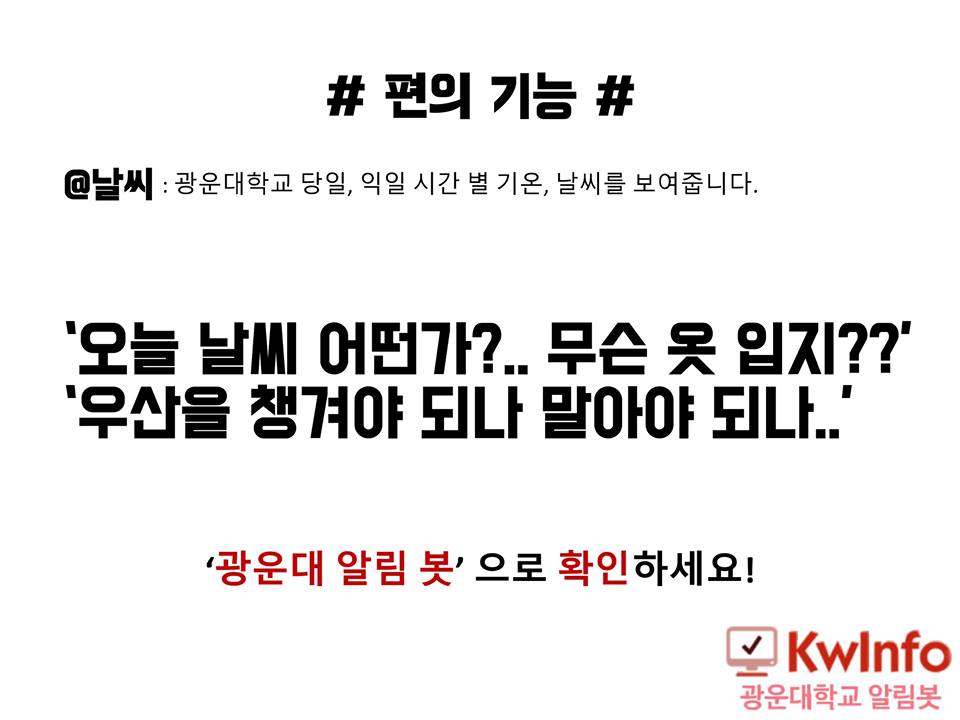 # 편의 기능 #
@날씨 : 광운대학교 당일, 익일 시간 별 기온, 날씨를 보여줍니다.
‘오늘 날씨 어떤가?.. 무슨 옷 입지??’
‘우산을 챙겨야 되나 말아야 되나..’
‘광운대 알림 봇’ 으로 확인하세요!
KwInfo
광운대학교 알림봇